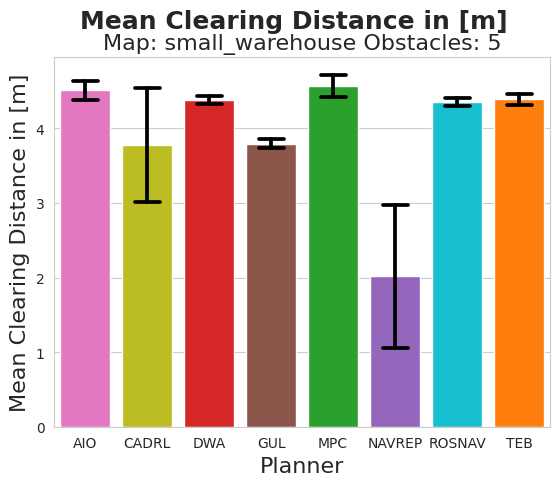 Mean Clearing Distance in [m]
Map: small_warehouse Obstacles: 5
Mean Clearing Distance in [m]
4
3
2
1
0
AIO CADRL DWA GUL MPC NAVREP ROSNAV TEB
Planner